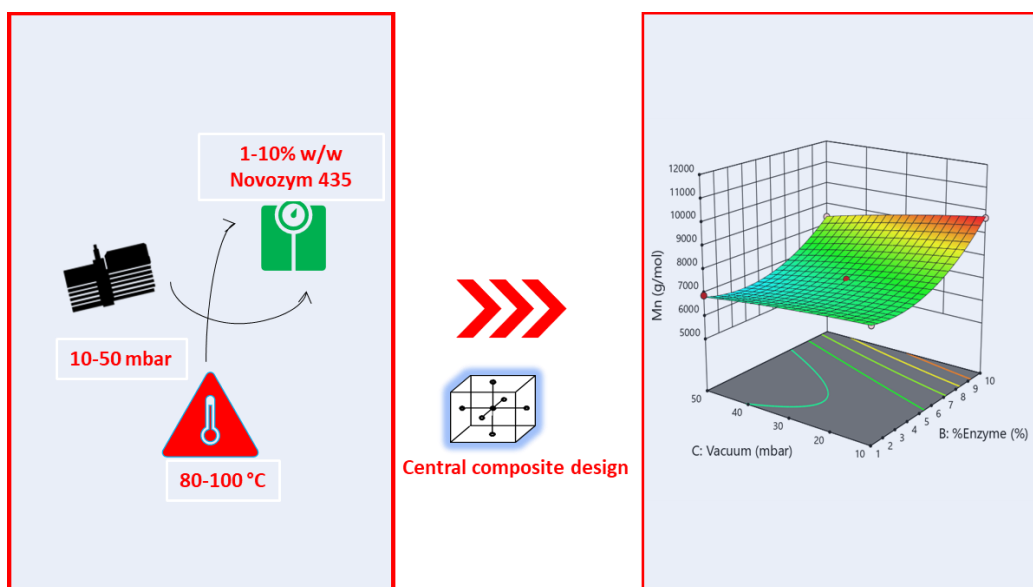 1-10% w/w
Novozym 435
10-50 mbar
80-100 °C
Central composite design
12000
11000
10000
9000
8000
7000
6000
5000
Mn (g/mol)
50
40
30
20
10
C: Vacuum (mbar)
1
2
3
4
5
6
7
8
9
10
B: %Enzyme (%)